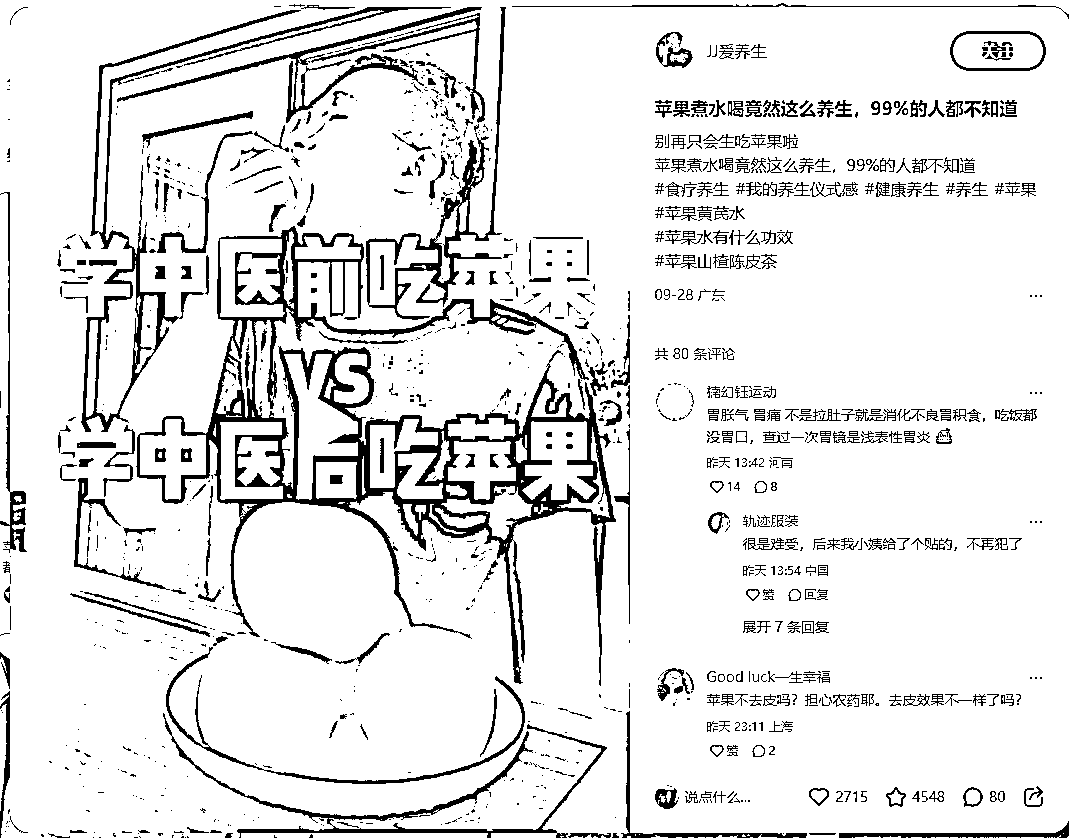 学中医前吃苹果
VS
学中医后吃苹果
JJ爱养生
关注
苹果煮水喝竟然这么养生，99%的人都不知道
别再只会生吃苹果啦
苹果煮水喝竟然这么养生，99%的人都不知道
#食疗养生 #我的养生仪式感 #健康养生 #养生 #苹果
#苹果黄芪水
#苹果水有什么功效
#苹果山楂陈皮茶
09-28 广东
共 80 条评论
胃胀气 胃痛 不是拉肚子就是消化不良胃积食，吃饭都
没胃口，查过一次胃镜是浅表性胃炎
昨天 13:42 河南
14 8
轨迹服装
很是难受，后来我小姨给了个贴的，不再犯了
昨天 13:54 中国
赞 回复
展开 7 条回复
Good luck一生幸福
苹果不去皮吗？担心农药耶。去皮效果不一样了吗？
昨天 23:11 上海
赞 2
说点什么...
2715 4548 80